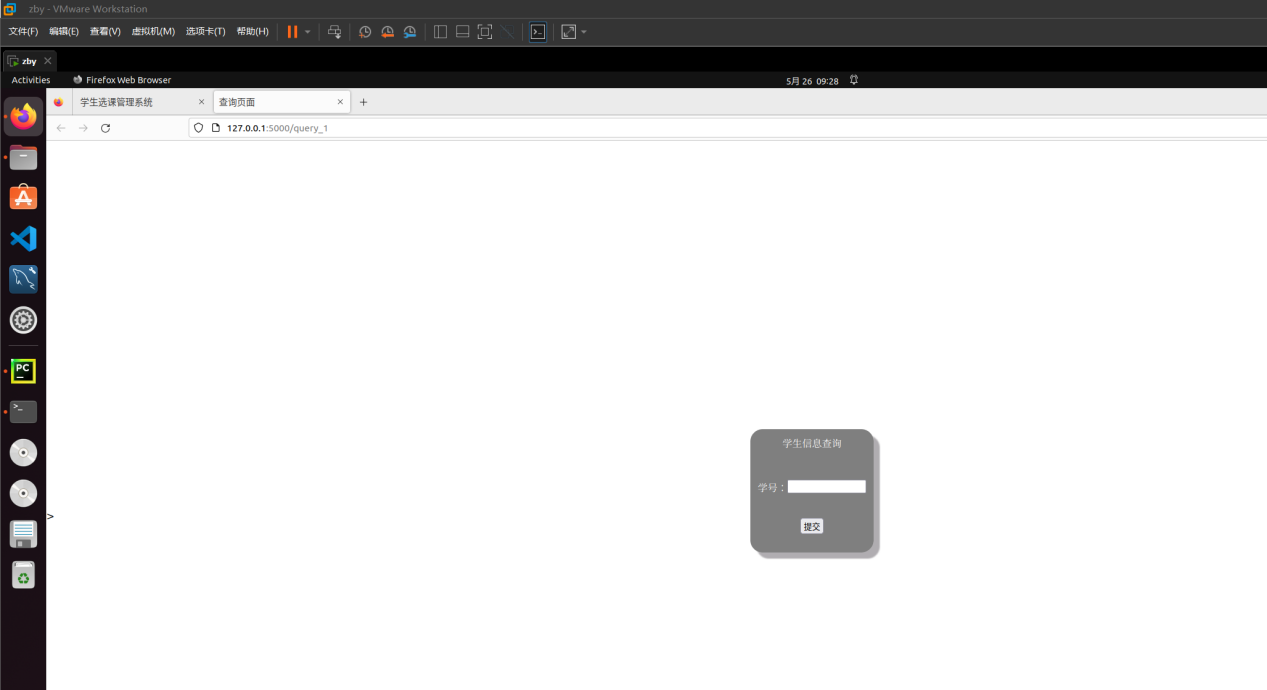 zby - VMware Workstation
文件(F) 编辑(E) 查看(V) 虚拟机(M) 选项卡(T) 帮助(H)
zby
Activities Firefox Web Browser 5月 26 09:28
学生选课管理系统 查询页面
127.0.0.1:5000/query_1
PC
学生信息查询
学号：
>
提交